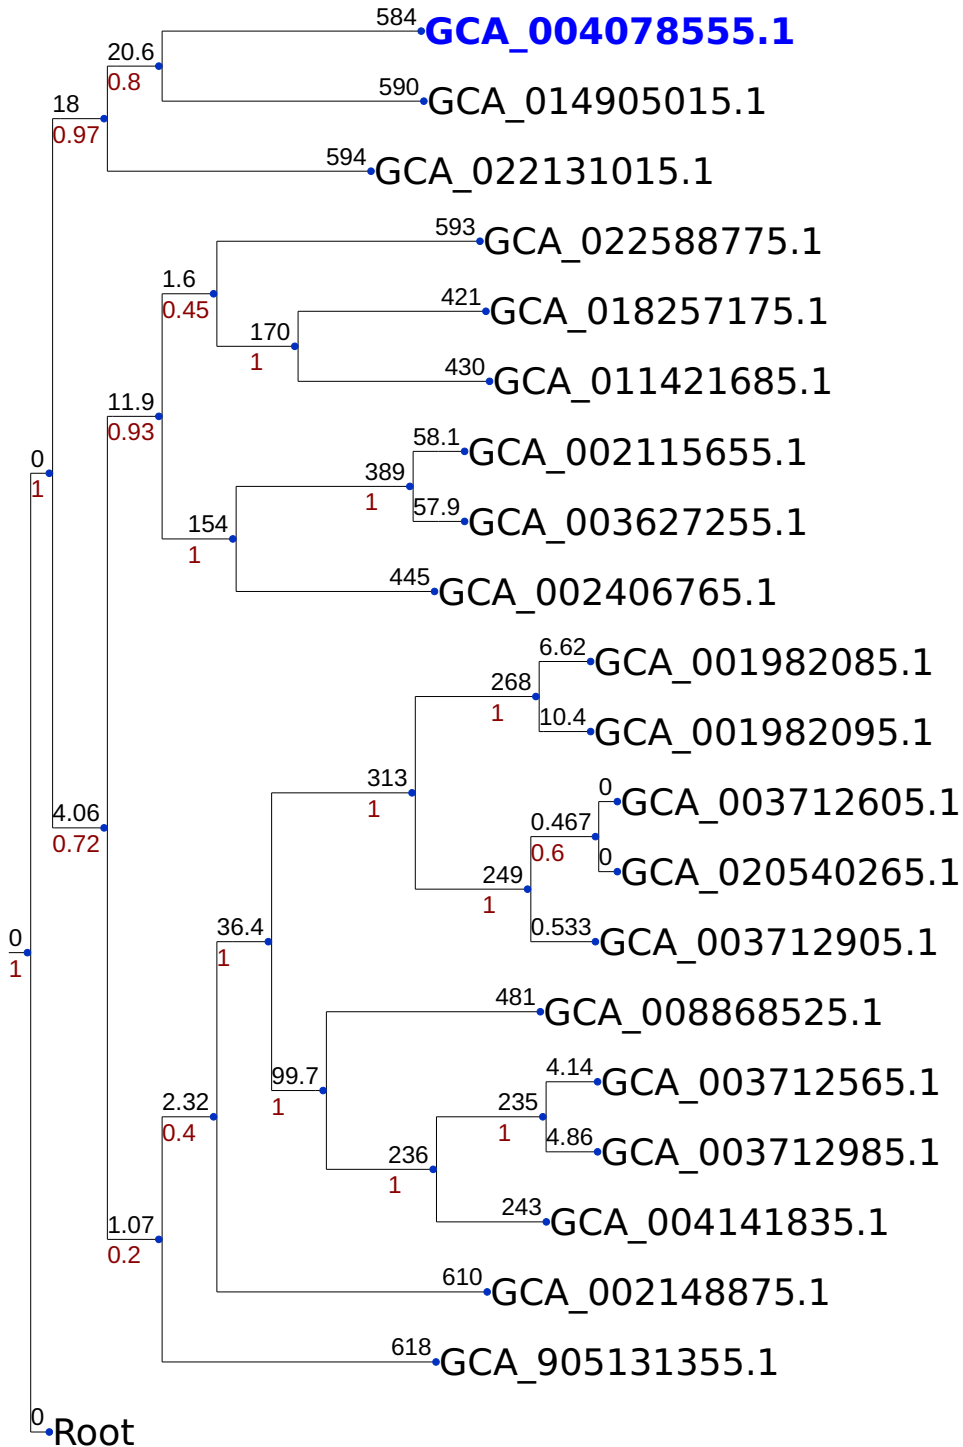 584
GCA_004078555.1
20.6
0.8
590
GCA_014905015.1
18
0.97
594
GCA_022131015.1
593
GCA_022588775.1
1.6
0.45
421
GCA_018257175.1
170
1
430
GCA_011421685.1
11.9
0.93
58.1
GCA_002115655.1
0
1
389
1
57.9
GCA_003627255.1
154
1
445
GCA_002406765.1
6.62
GCA_001982085.1
268
1
10.4
GCA_001982095.1
313
1
0
GCA_003712605.1
4.06
0.72
0.467
0.6
0
GCA_020540265.1
249
1
0.533
GCA_003712905.1
36.4
1
0
1
481
GCA_008868525.1
99.7
1
4.14
GCA_003712565.1
2.32
0.4
235
1
4.86
GCA_003712985.1
236
1
243
GCA_004141835.1
1.07
0.2
610
GCA_002148875.1
618
GCA_905131355.1
0
Root